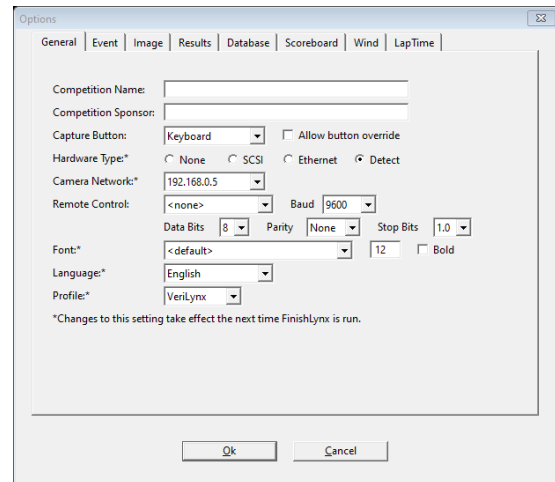 Options
General Event Image Results Database Scoreboard Wind LapTime
Competition Name:
Competition Sponsor:
Capture Button: Keyboard Allow button override
Hardware Type:* None SCSI Ethernet Detect
Camera Network:* 192.168.0.5
Remote Control: <none> Baud 9600
Data Bits 8 Parity None Stop Bits 1.0
Font:* <default> 12 Bold
Language:* English
Profile:* VeriLynx
*Changes to this setting take effect the next time FinishLynx is run.
Ok Cancel